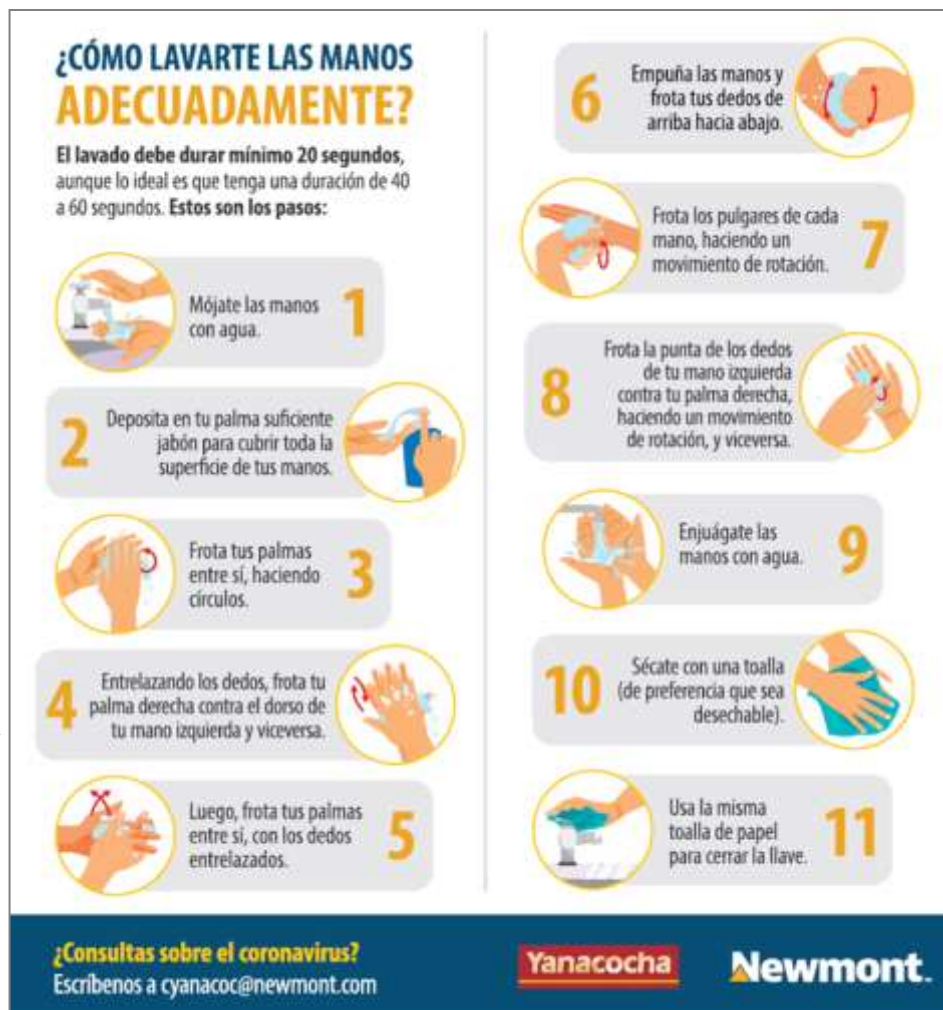 ¿CÓMO LAVARTE LAS MANOS
ADECUADAMENTE?
El lavado debe durar mínimo 20 segundos,
aunque lo ideal es que tenga una duración de 40
a 60 segundos. Estos son los pasos:
Mójate las manos
con agua.
1
2
Deposita en tu palma suficiente
jabón para cubrir toda la
superficie de tus manos.
Frota tus palmas
entre sí, haciendo
círculos.
3
4
Entrelazando los dedos, frota tu
palma derecha contra el dorso de
tu mano izquierda y viceversa.
Luego, frota tus palmas
entre sí, con los dedos
entrelazados.
5
6
Empuña las manos y
frota tus dedos de
arriba hacia abajo.
Frota los pulgares de cada
mano, haciendo un
movimiento de rotación.
7
8
Frota la punta de los dedos
de tu mano izquierda
contra tu palma derecha,
haciendo un movimiento
de rotación, y viceversa.
Enjuágate las
manos con agua.
9
10
Sécate con una toalla
(de preferencia que sea
desechable).
Usa la misma
toalla de papel
para cerrar la llave.
11
¿Consultas sobre el coronavirus?
Escríbenos a cyanacoc@newmont.com
Yanacocha
Newmont.